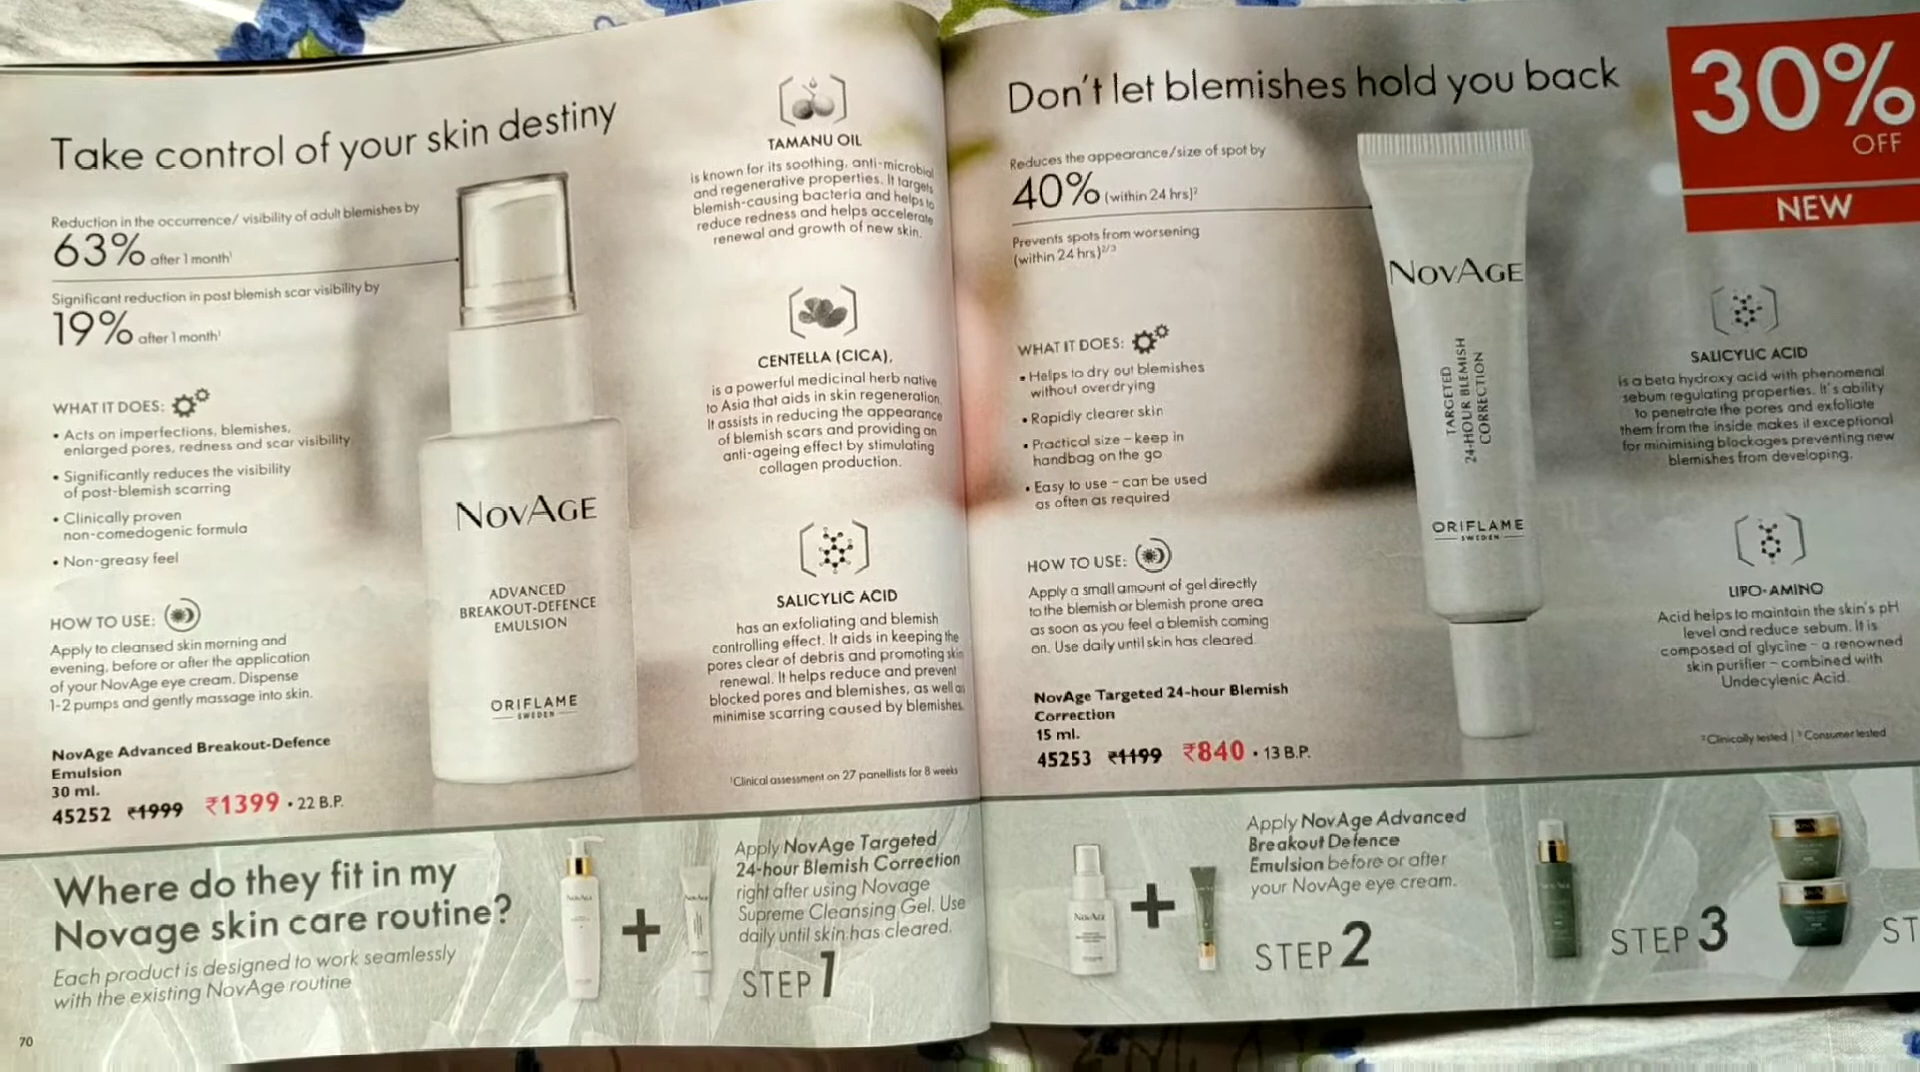 Take control of your skin destiny
Reduction in the occurrence/ visibility of adult blemishes by
63% after 1 month¹
Significant reduction in post blemish scar visibility by
19% after 1 month¹
WHAT IT DOES:
• Acts on imperfections, blemishes,
enlarged pores, redness and scar visibility
• Significantly reduces the visibility
of post-blemish scarring
• Clinically proven
non-comedogenic formula
• Non-greasy feel
HOW TO USE:
Apply to cleansed skin morning and
evening, before or after the application
of your NovAge eye cream. Dispense
1-2 pumps and gently massage into skin.
NovAge Advanced Breakout-Defence
Emulsion
30 ml.
45252 ₹1999 ₹1399 • 22 B.P.
NOVAGE
ADVANCED
BREAKOUT-DEFENCE
EMULSION
ORIFLAME
SWEDEN
TAMANU OIL
is known for its soothing, anti-microbial
and regenerative properties. It targets
blemish-causing bacteria and helps to
reduce redness and helps accelerate
renewal and growth of new skin.
CENTELLA (CICA),
is a powerful medicinal herb native
to Asia that aids in skin regeneration.
It assists in reducing the appearance
of blemish scars and providing an
anti-ageing effect by stimulating
collagen production.
SALICYLIC ACID
has an exfoliating and blemish
controlling effect. It aids in keeping the
pores clear of debris and promoting skin
renewal. It helps reduce and prevent
blocked pores and blemishes, as well as
minimise scarring caused by blemishes.
¹Clinical assessment on 27 panellists for 8 weeks
Where do they fit in my
Novage skin care routine?
Each product is designed to work seamlessly
with the existing NovAge routine
+
Apply NovAge Targeted
24-hour Blemish Correction
right after using Novage
Supreme Cleansing Gel. Use
daily until skin has cleared.
STEP 1
70
Don't let blemishes hold you back
30%
OFF
NEW
Reduces the appearance/size of spot by
40% (within 24 hrs)²
Prevents spots from worsening
(within 24 hrs)²/³
WHAT IT DOES:
• Helps to dry out blemishes
without overdrying
• Rapidly clearer skin
• Practical size – keep in
handbag on the go
• Easy to use – can be used
as often as required
HOW TO USE:
Apply a small amount of gel directly
to the blemish or blemish prone area
as soon as you feel a blemish coming
on. Use daily until skin has cleared.
NovAge Targeted 24-hour Blemish
Correction
15 ml.
45253 ₹1199 ₹840 • 13 B.P.
NOVAGE
TARGETED
24-HOUR BLEMISH
CORRECTION
ORIFLAME
SWEDEN
SALICYLIC ACID
is a beta hydroxy acid with phenomenal
sebum regulating properties. It's ability
to penetrate the pores and exfoliate
them from the inside makes it exceptional
for minimising blockages preventing new
blemishes from developing.
LIPO-AMINO
Acid helps to maintain the skin's pH
level and reduce sebum. It is
composed of glycine – a renowned
skin purifier – combined with
Undecylenic Acid.
²Clinically tested | ³ Consumer tested
NovAge
+
Apply NovAge Advanced
Breakout Defence
Emulsion before or after
your NovAge eye cream.
STEP 2
STEP 3
ST